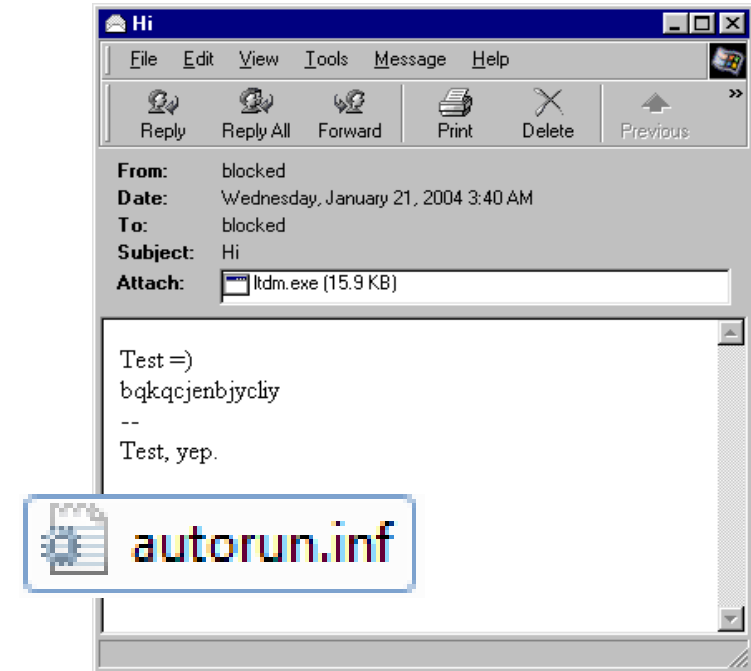 Hi
File Edit View Tools Message Help
Reply Reply All Forward Print Delete Previous »
From: blocked
Date: Wednesday, January 21, 2004 3:40 AM
To: blocked
Subject: Hi
Attach: ltdm.exe (15.9 KB)
Test =)
bqkqcjenbjycliy
--
Test, yep.
autorun.inf